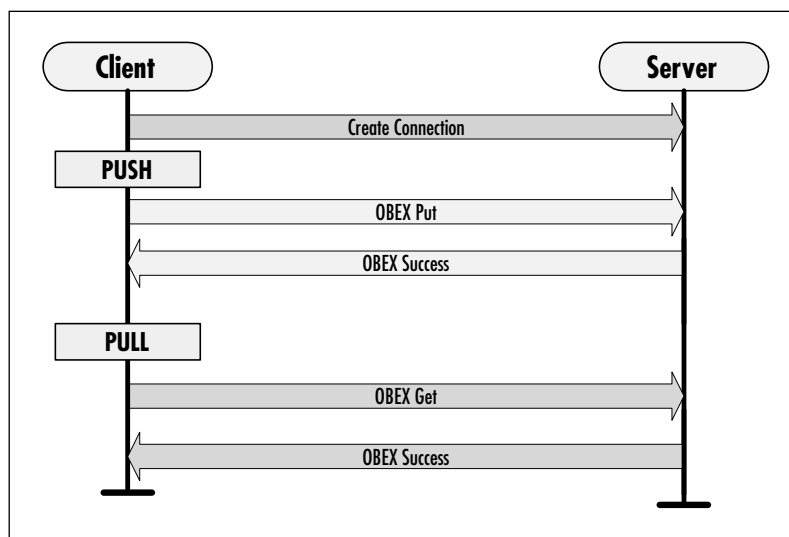 Client
Server
Create Connection
PUSH
OBEX Put
OBEX Success
PULL
OBEX Get
OBEX Success